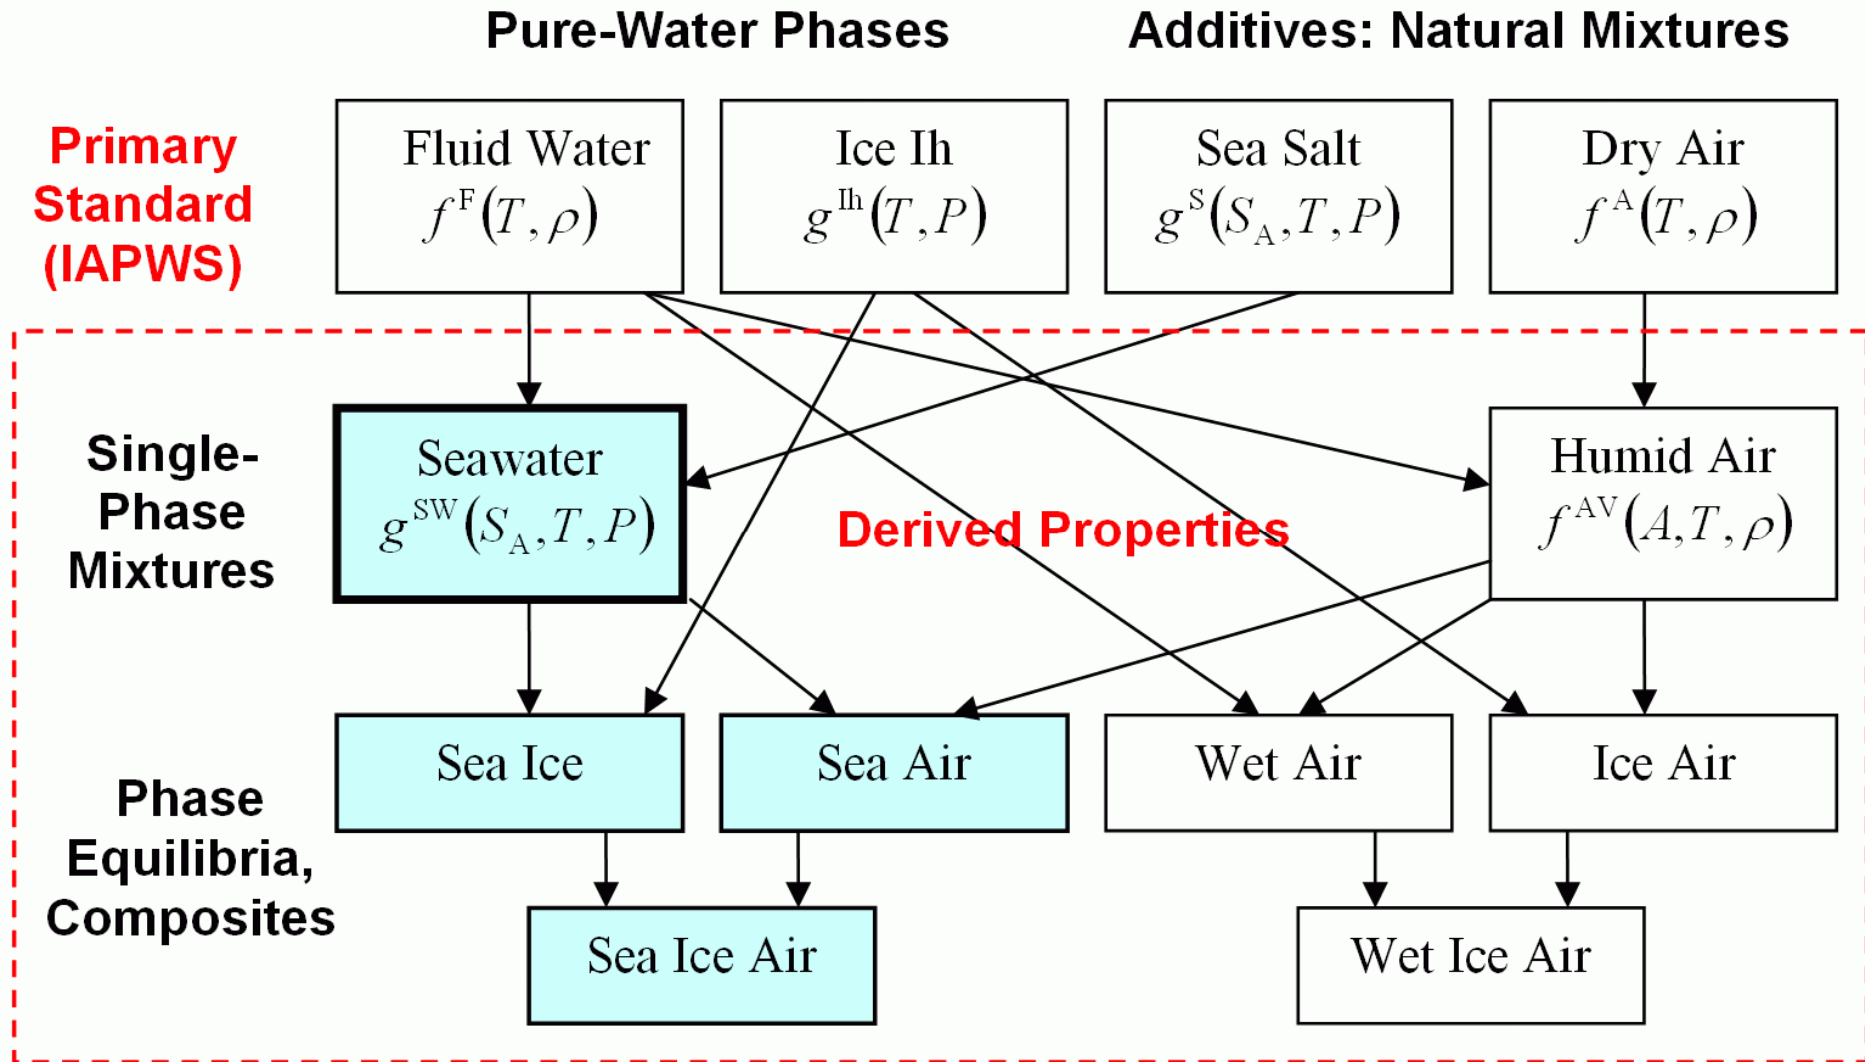 Pure-Water Phases
Additives: Natural Mixtures
Primary
Standard
(IAPWS)
Fluid Water
f^F(T, ρ)
Ice Ih
g^Ih(T, P)
Sea Salt
g^S(S_A, T, P)
Dry Air
f^A(T, ρ)
Single-
Phase
Mixtures
Seawater
g^SW(S_A, T, P)
Derived Properties
Humid Air
f^AV(A, T, ρ)
Phase
Equilibria,
Composites
Sea Ice
Sea Air
Wet Air
Ice Air
Sea Ice Air
Wet Ice Air